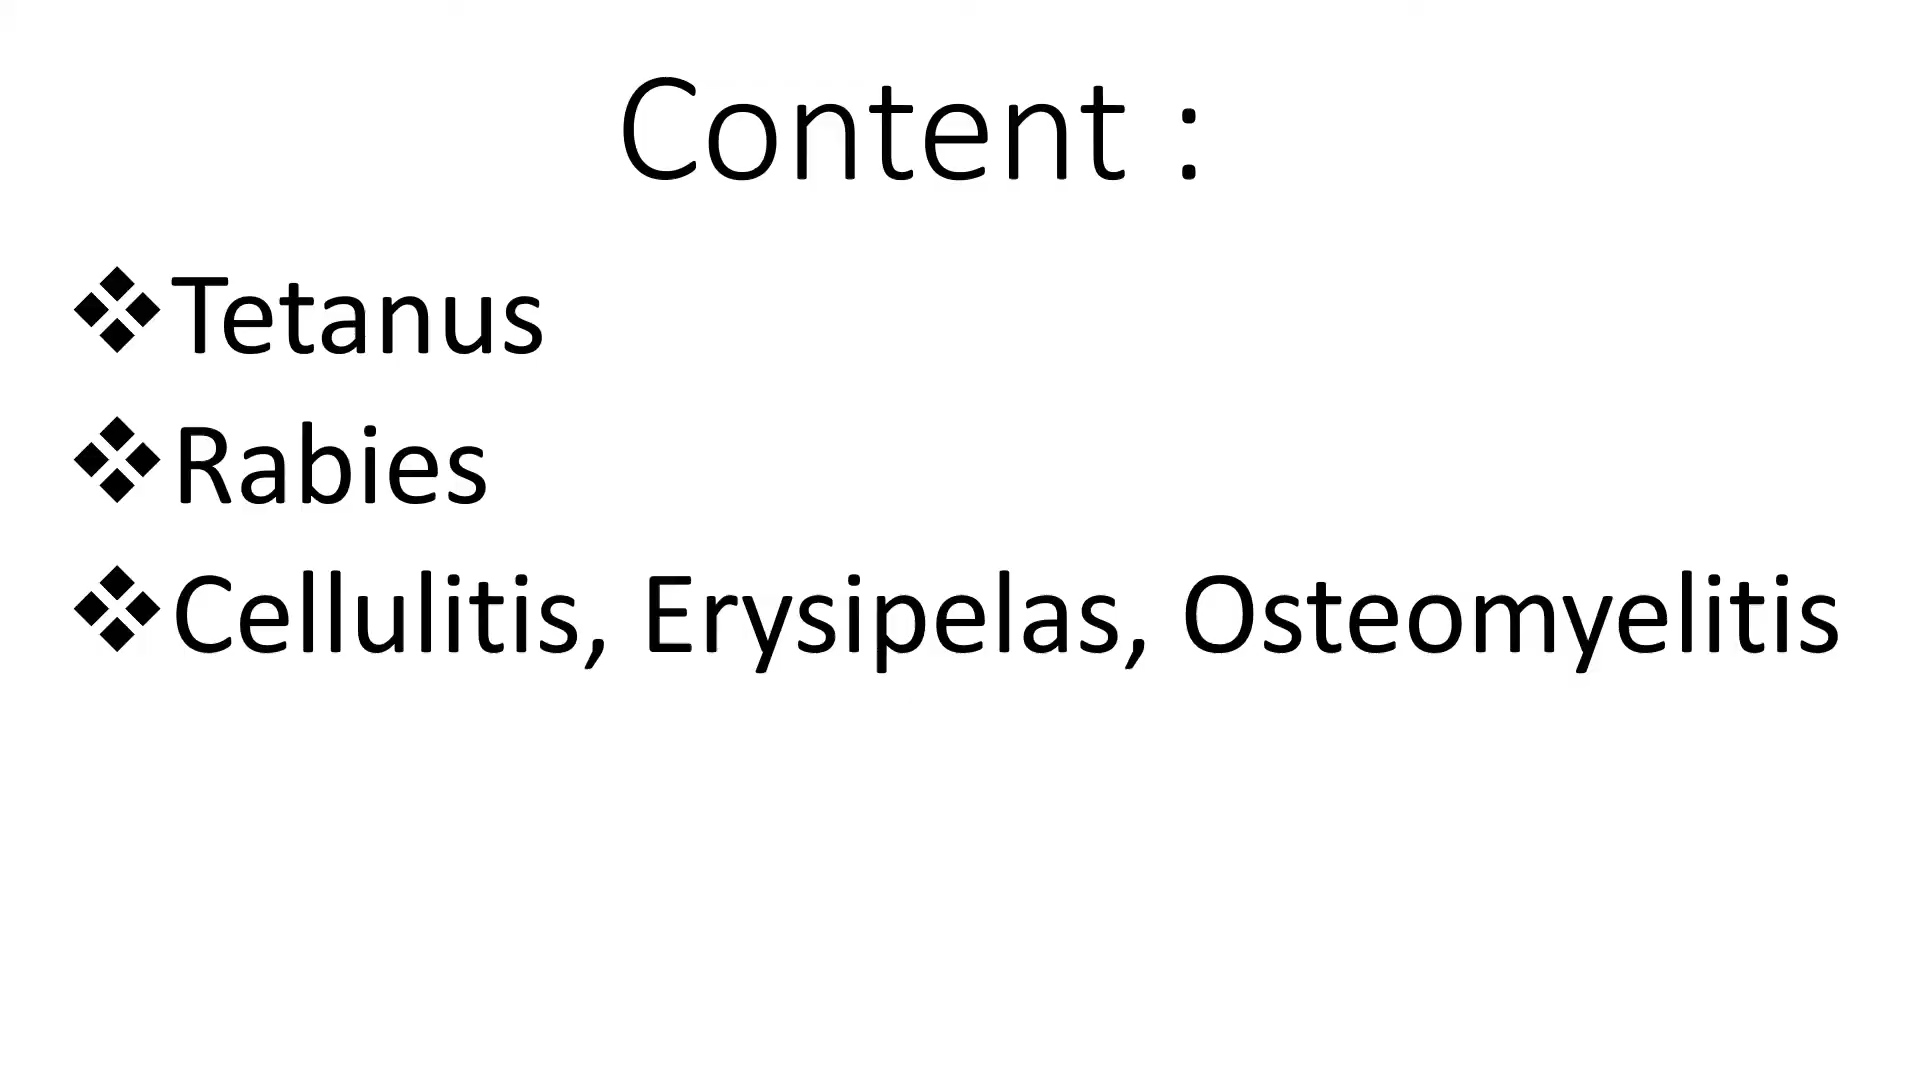 Content :
❖Tetanus
❖Rabies
❖Cellulitis, Erysipelas, Osteomyelitis